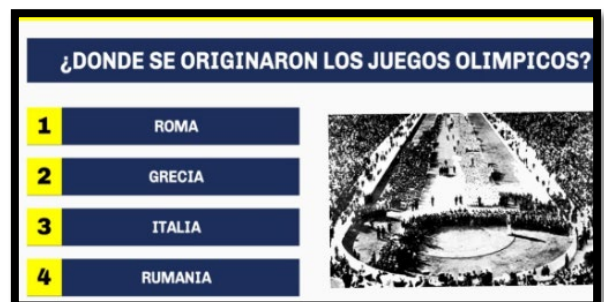 ¿DONDE SE ORIGINARON LOS JUEGOS OLIMPICOS?
1 ROMA
2 GRECIA
3 ITALIA
4 RUMANIA